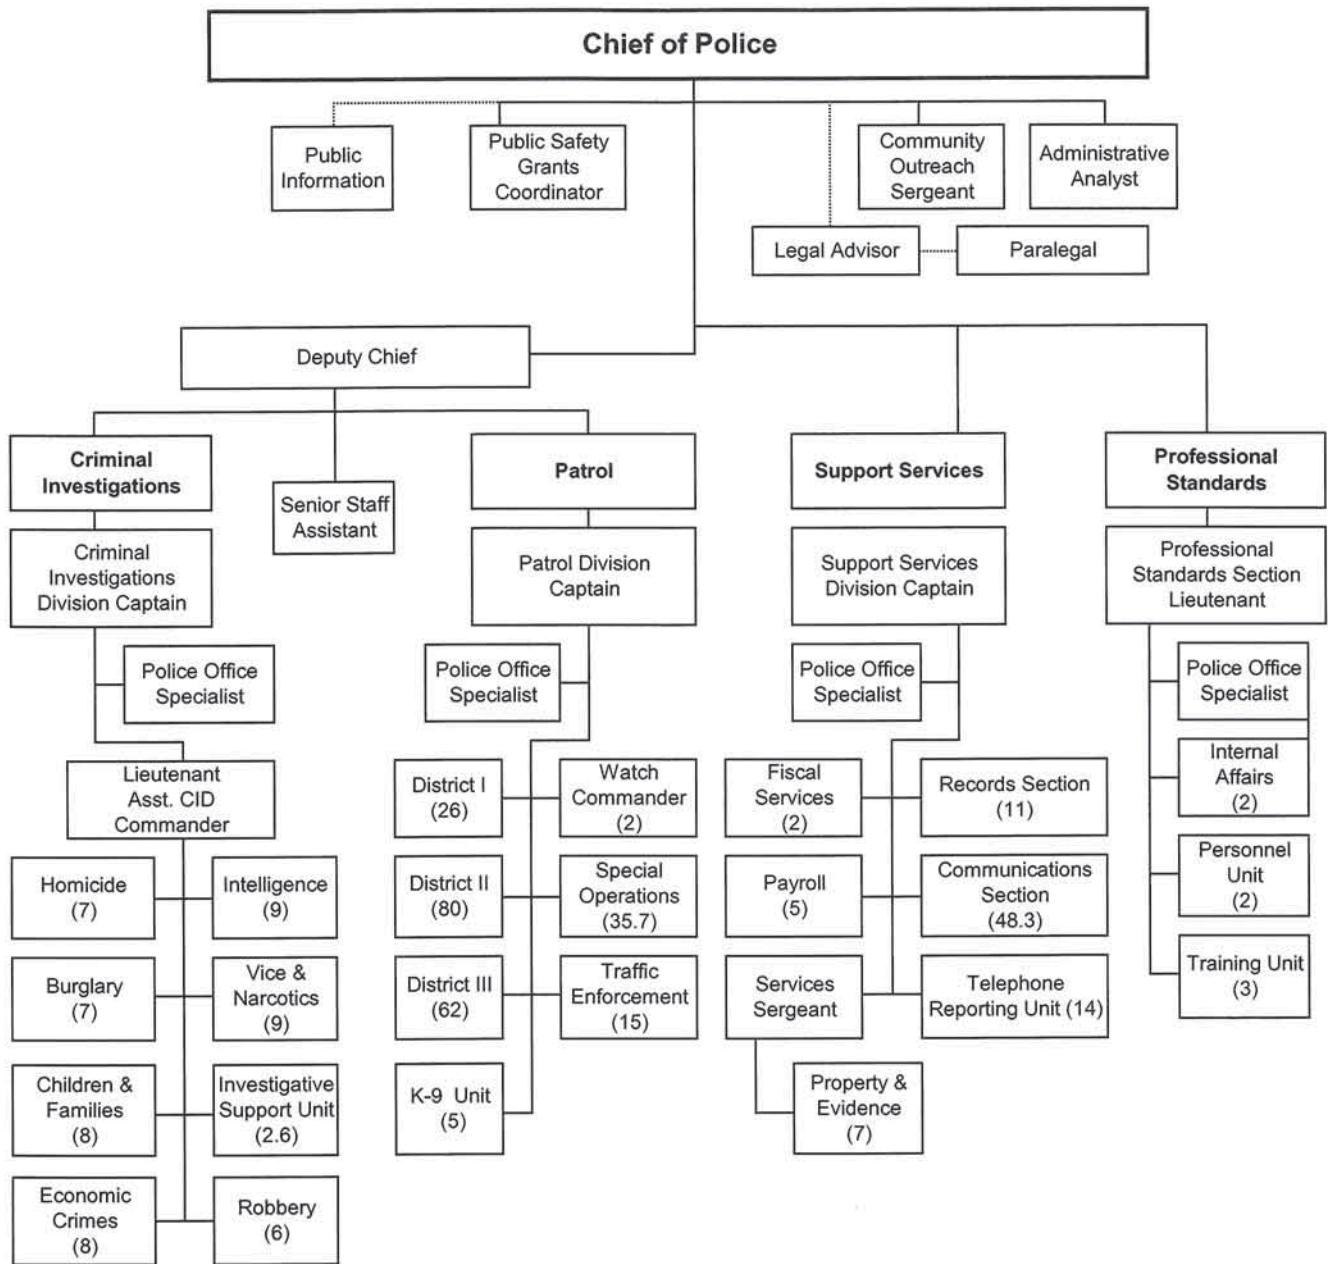 Chief of Police
Public
Information
Public Safety
Grants
Coordinator
Community
Outreach
Sergeant
Administrative
Analyst
Legal Advisor
Paralegal
Deputy Chief
Criminal
Investigations
Senior Staff
Assistant
Patrol
Support Services
Professional
Standards
Criminal
Investigations
Division Captain
Patrol Division
Captain
Support Services
Division Captain
Professional
Standards Section
Lieutenant
Police Office
Specialist
Police Office
Specialist
Police Office
Specialist
Police Office
Specialist
Lieutenant
Asst. CID
Commander
District I
(26)
Watch
Commander
(2)
Fiscal
Services
(2)
Records Section
(11)
Internal
Affairs
(2)
Homicide
(7)
Intelligence
(9)
District II
(80)
Special
Operations
(35.7)
Payroll
(5)
Communications
Section
(48.3)
Personnel
Unit
(2)
Burglary
(7)
Vice &
Narcotics
(9)
District III
(62)
Traffic
Enforcement
(15)
Services
Sergeant
Telephone
Reporting Unit (14)
Training Unit
(3)
Children &
Families
(8)
Investigative
Support Unit
(2.6)
K-9 Unit
(5)
Property &
Evidence
(7)
Economic
Crimes
(8)
Robbery
(6)